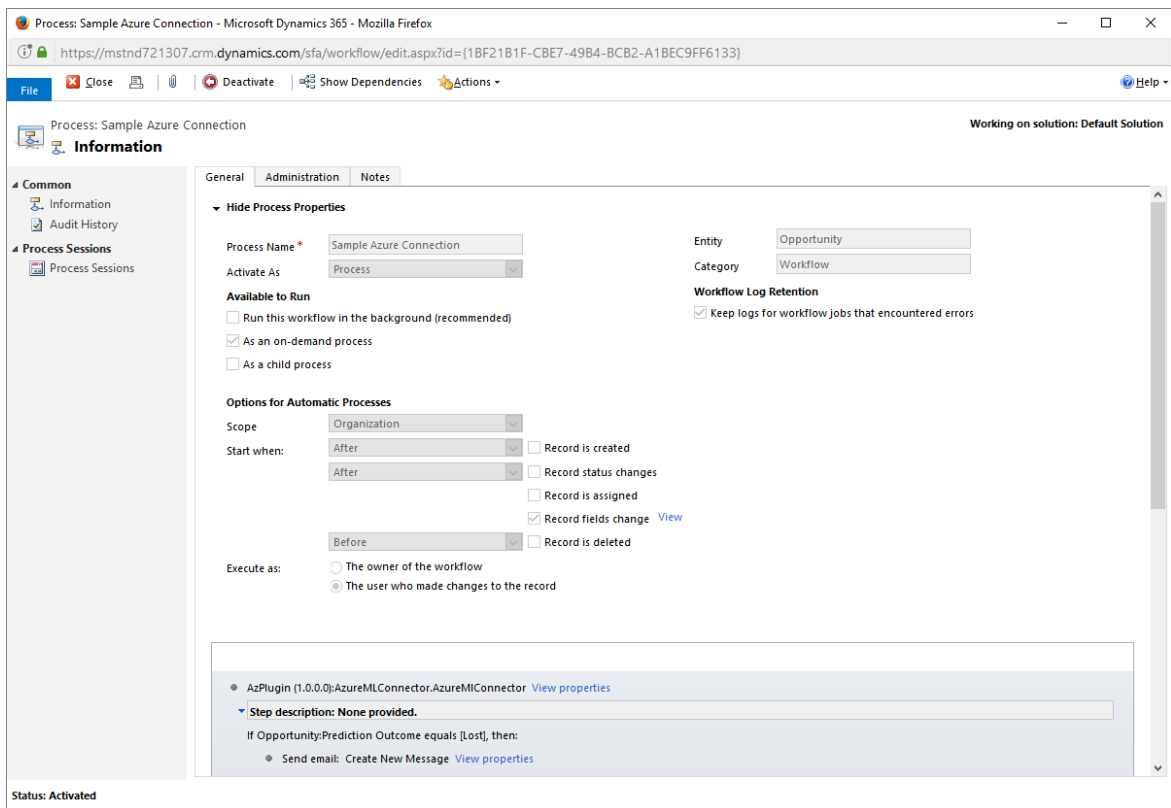 Process: Sample Azure Connection - Microsoft Dynamics 365 - Mozilla Firefox
https://mstnd721307.crm.dynamics.com/sfa/workflow/edit.aspx?id={1BF21B1F-CBE7-49B4-BCB2-A1BEC9FF6133}
File Close Deactivate Show Dependencies Actions Help
Process: Sample Azure Connection
Information
Working on solution: Default Solution
Common
Information
Audit History
Process Sessions
Process Sessions
General Administration Notes
Hide Process Properties
Process Name * Sample Azure Connection
Activate As Process
Entity Opportunity
Category Workflow
Available to Run
Run this workflow in the background (recommended)
As an on-demand process
As a child process
Workflow Log Retention
Keep logs for workflow jobs that encountered errors
Options for Automatic Processes
Scope Organization
Start when: After Record is created
After Record status changes
Record is assigned
Record fields change View
Before Record is deleted
Execute as: The owner of the workflow
The user who made changes to the record
AzPlugin (1.0.0.0):AzureMLConnector.AzureMlConnector View properties
Step description: None provided.
If Opportunity:Prediction Outcome equals [Lost], then:
Send email: Create New Message View properties
Status: Activated